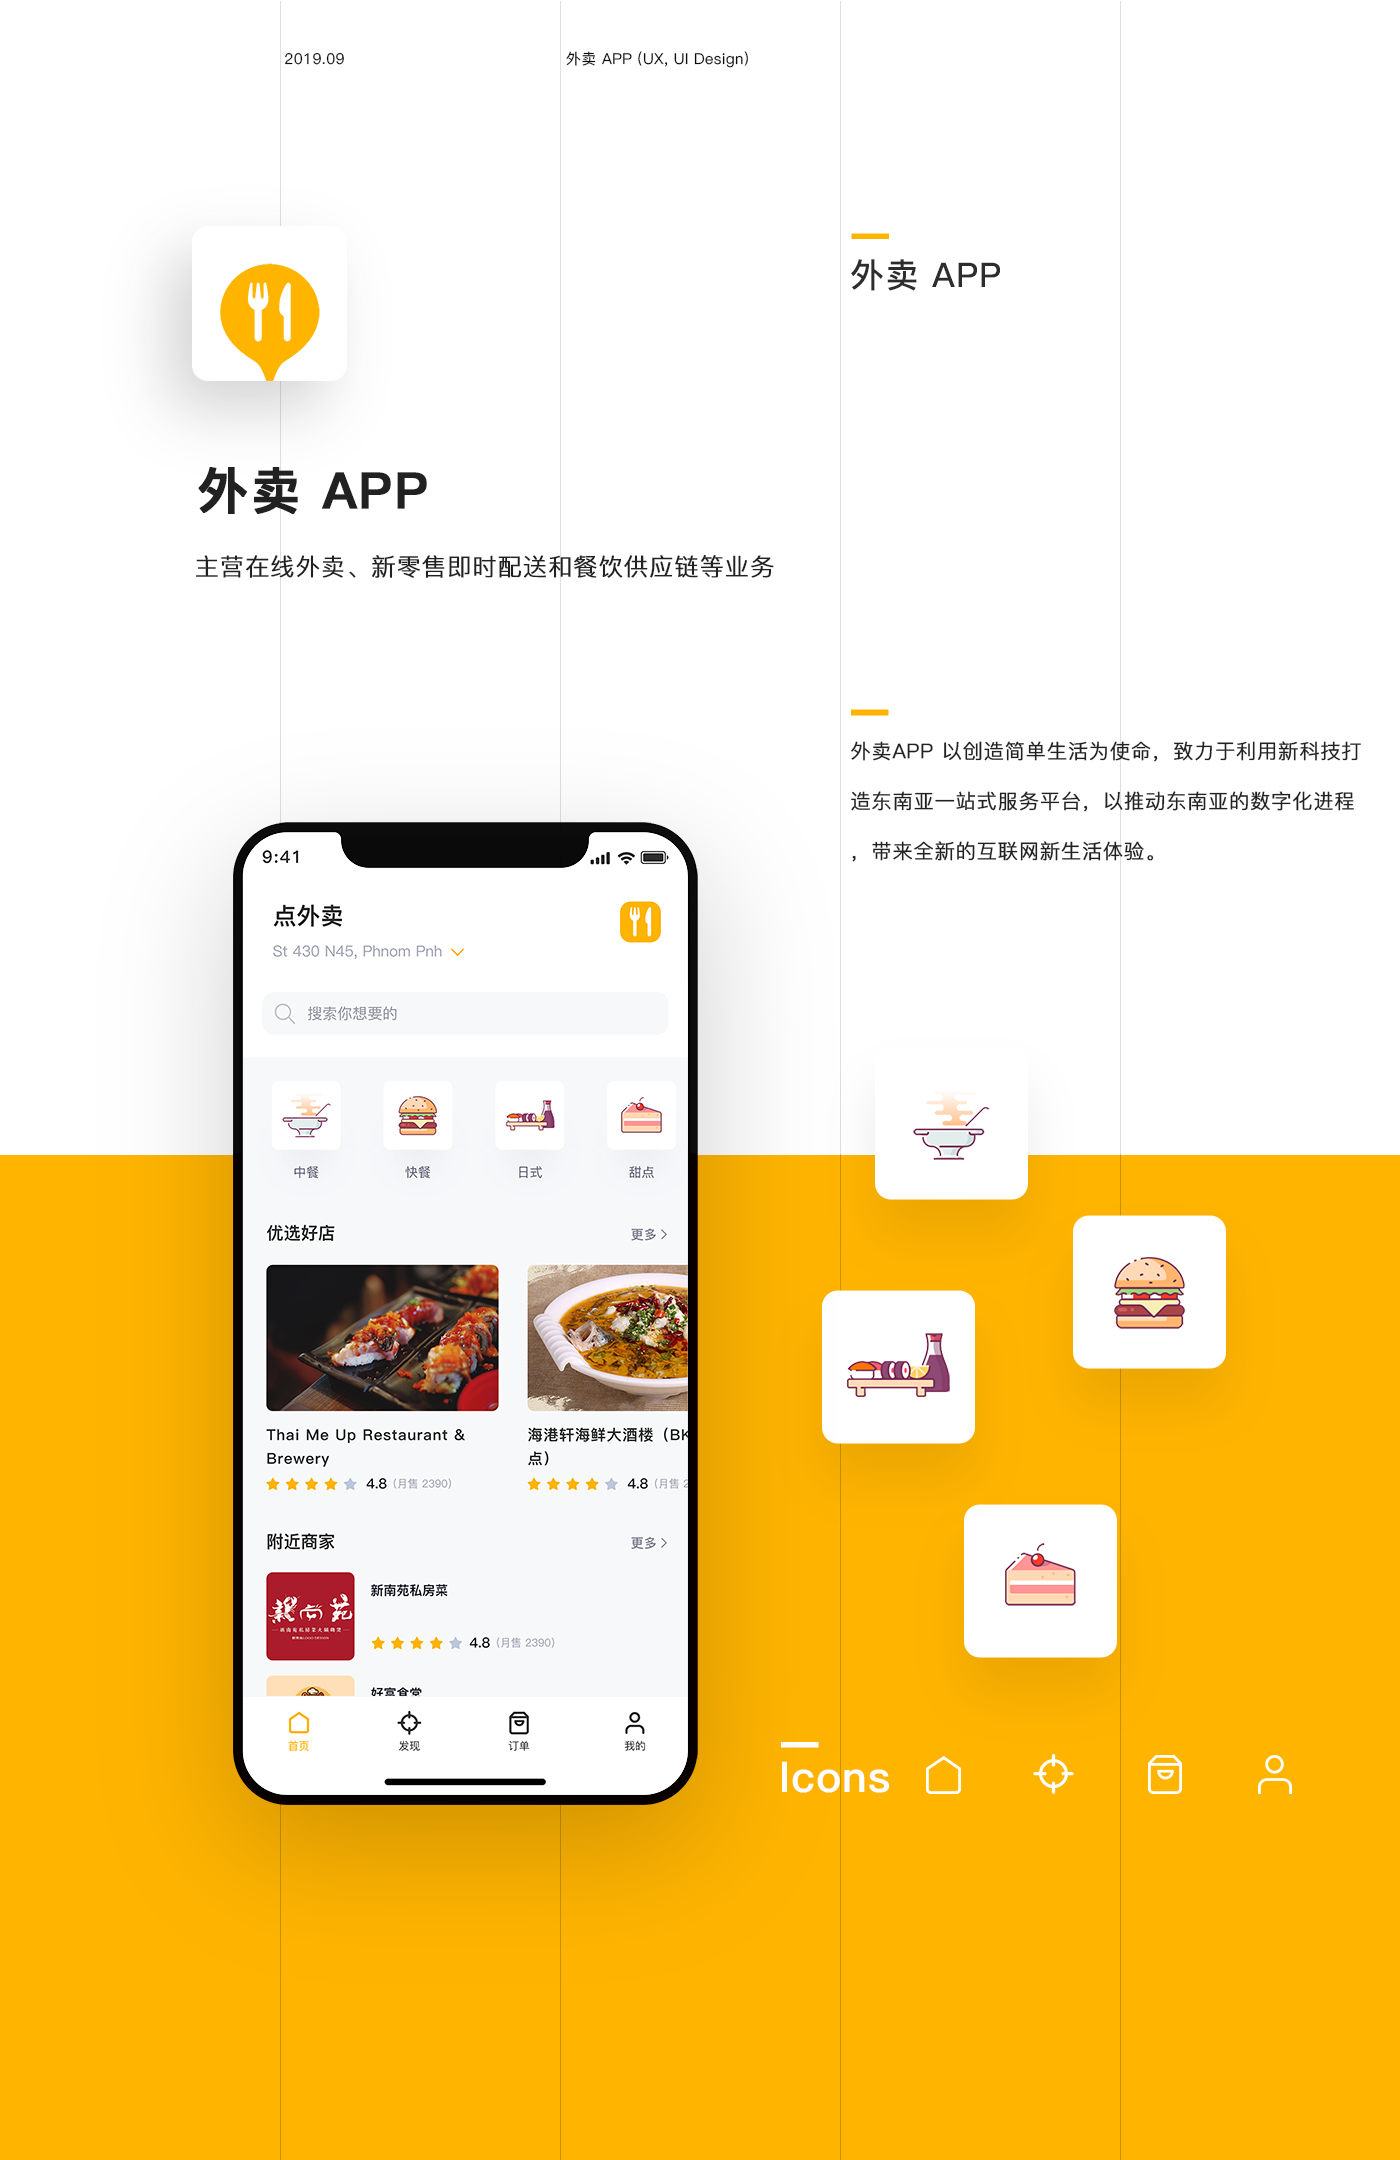 2019.09
外卖 APP (UX, UI Design)
外卖 APP
外卖 APP
主营在线外卖、新零售即时配送和餐饮供应链等业务
外卖APP 以创造简单生活为使命，致力于利用新科技打
造东南亚一站式服务平台，以推动东南亚的数字化进程
，带来全新的互联网新生活体验。
9:41
点外卖
St 430 N45, Phnom Pnh
搜索你想要的
中餐
快餐
日式
甜点
优选好店
更多
Thai Me Up Restaurant &
Brewery
4.8 (月售 2390)
海港轩海鲜大酒楼（BK
点）
4.8 (月售 2
附近商家
更多
新南苑私房菜
4.8 (月售 2390)
好富食堂
首页
发现
订单
我的
Icons